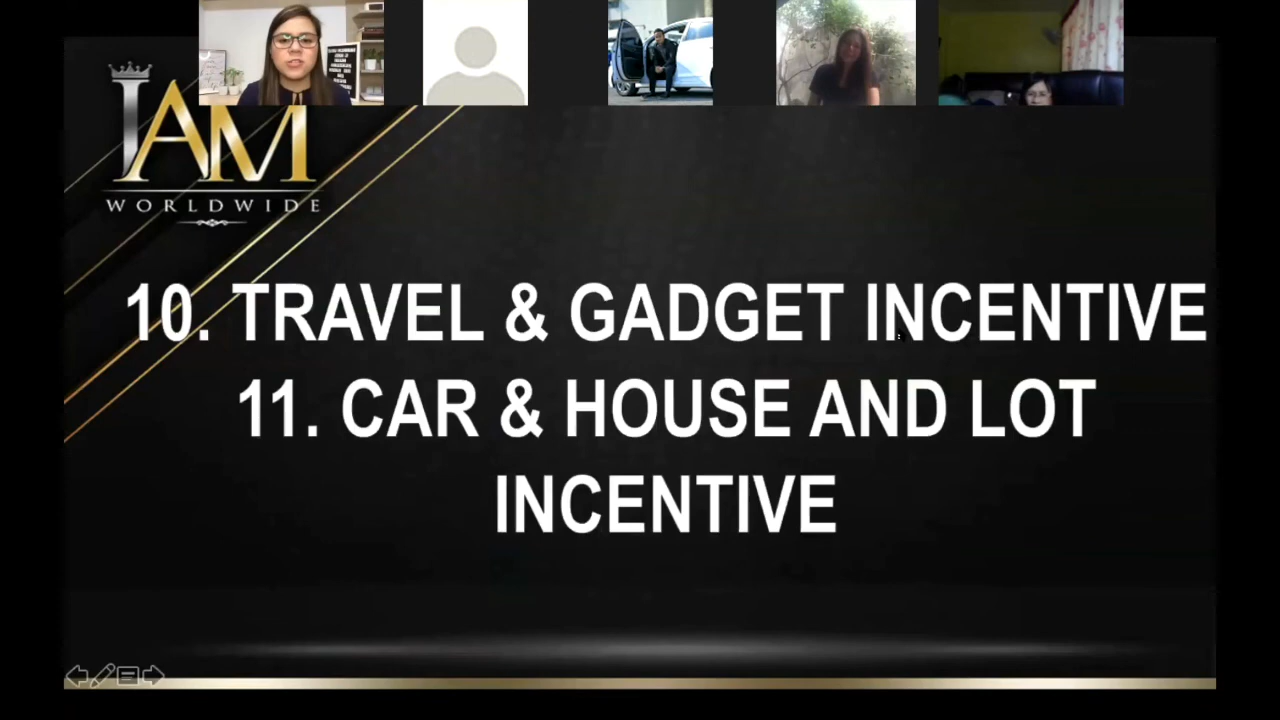 IAM
WORLDWIDE
10. TRAVEL & GADGET INCENTIVE
11. CAR & HOUSE AND LOT
INCENTIVE